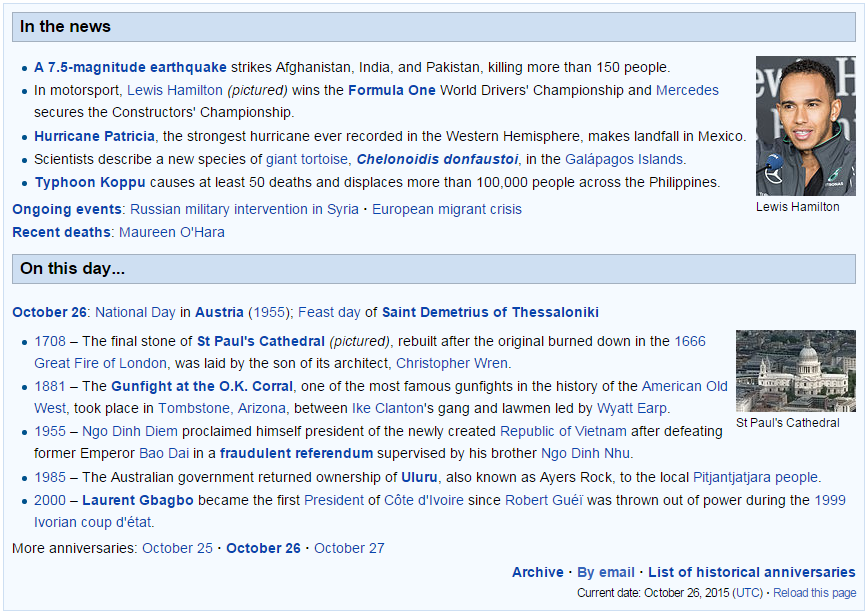 In the news
A 7.5-magnitude earthquake strikes Afghanistan, India, and Pakistan, killing more than 150 people.
In motorsport, Lewis Hamilton (pictured) wins the Formula One World Drivers' Championship and Mercedes
secures the Constructors' Championship.
Hurricane Patricia, the strongest hurricane ever recorded in the Western Hemisphere, makes landfall in Mexico.
Scientists describe a new species of giant tortoise, Chelonoidis donfaustoi, in the Galápagos Islands.
Typhoon Koppu causes at least 50 deaths and displaces more than 100,000 people across the Philippines.
Lewis Hamilton
Ongoing events: Russian military intervention in Syria · European migrant crisis
Recent deaths: Maureen O'Hara
On this day...
October 26: National Day in Austria (1955); Feast day of Saint Demetrius of Thessaloniki
1708 – The final stone of St Paul's Cathedral (pictured), rebuilt after the original burned down in the 1666
Great Fire of London, was laid by the son of its architect, Christopher Wren.
1881 – The Gunfight at the O.K. Corral, one of the most famous gunfights in the history of the American Old
West, took place in Tombstone, Arizona, between Ike Clanton's gang and lawmen led by Wyatt Earp.
St Paul's Cathedral
1955 – Ngo Dinh Diem proclaimed himself president of the newly created Republic of Vietnam after defeating
former Emperor Bao Dai in a fraudulent referendum supervised by his brother Ngo Dinh Nhu.
1985 – The Australian government returned ownership of Uluru, also known as Ayers Rock, to the local Pitjantjatjara people.
2000 – Laurent Gbagbo became the first President of Côte d'Ivoire since Robert Guéï was thrown out of power during the 1999
Ivorian coup d'état.
More anniversaries: October 25 · October 26 · October 27
Archive · By email · List of historical anniversaries
Current date: October 26, 2015 (UTC) · Reload this page